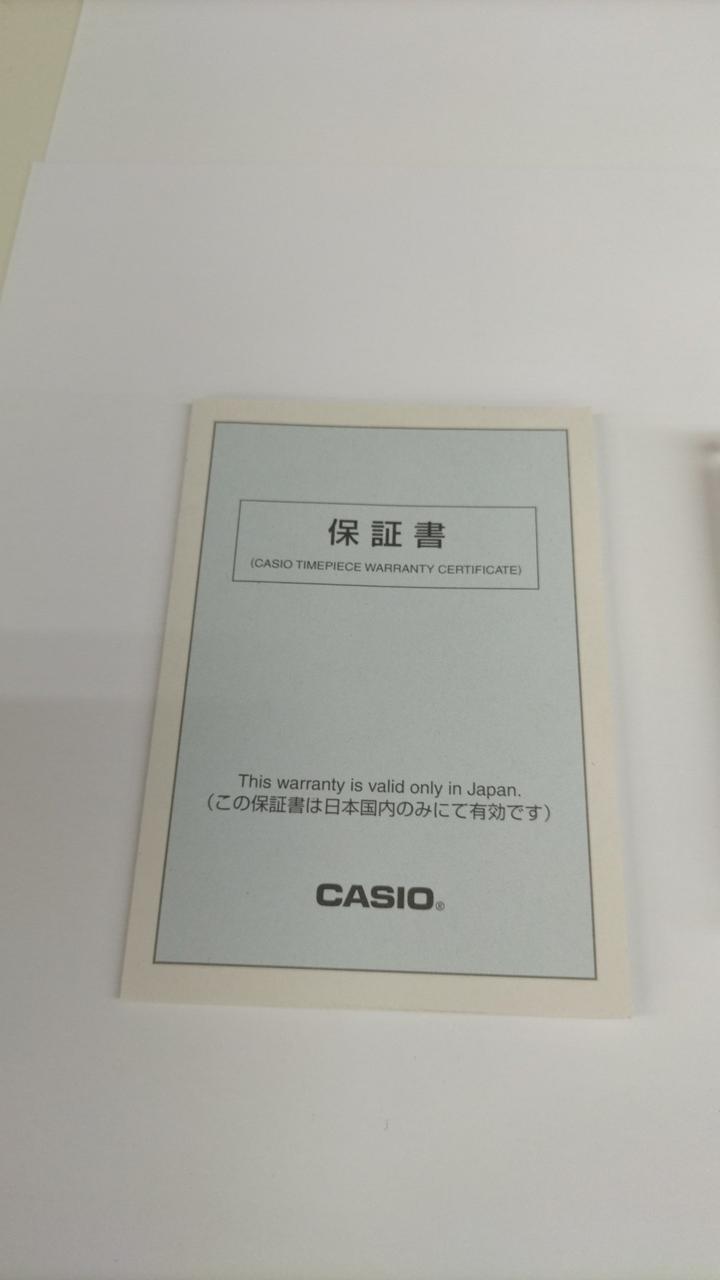 保証書
(CASIO TIMEPIECE WARRANTY CERTIFICATE)
This warranty is valid only in Japan.
（この保証書は日本国内のみにて有効です）
CASIO®